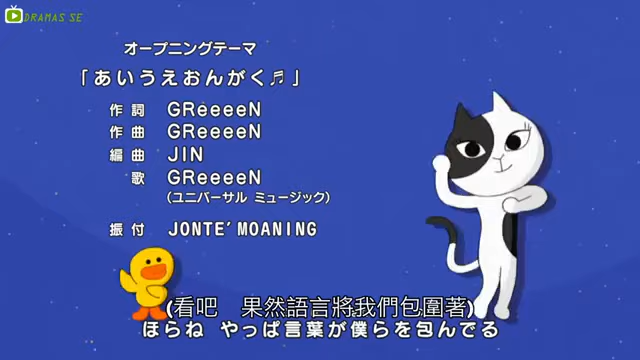 DRAMAS SE
オープニングテーマ
「あいうえおんがく♬」
作詞 GReeeeN
作曲 GReeeeN
編曲 JIN
歌 GReeeeN
(ユニバーサル ミュージック)
振付 JONTE’MOANING
(看吧 果然語言將我們包圍著)
ほらね やっぱ言葉が僕らを包んでる